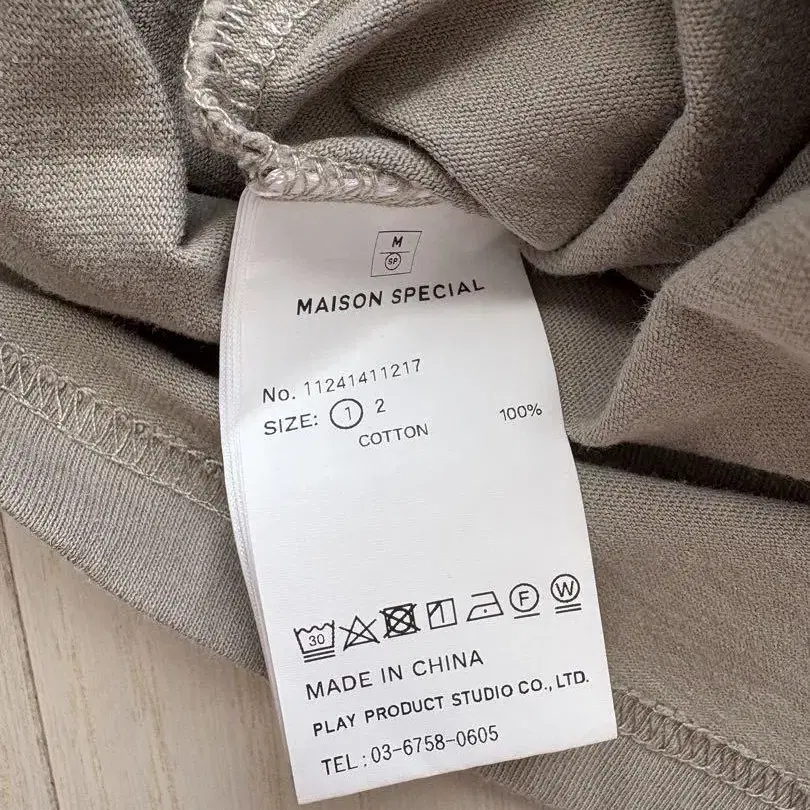 M
SP
MAISON SPECIAL
No. 11241411217
SIZE: 1 2
COTTON 100%
30 F W
MADE IN CHINA
PLAY PRODUCT STUDIO CO., LTD.
TEL:03-6758-0605